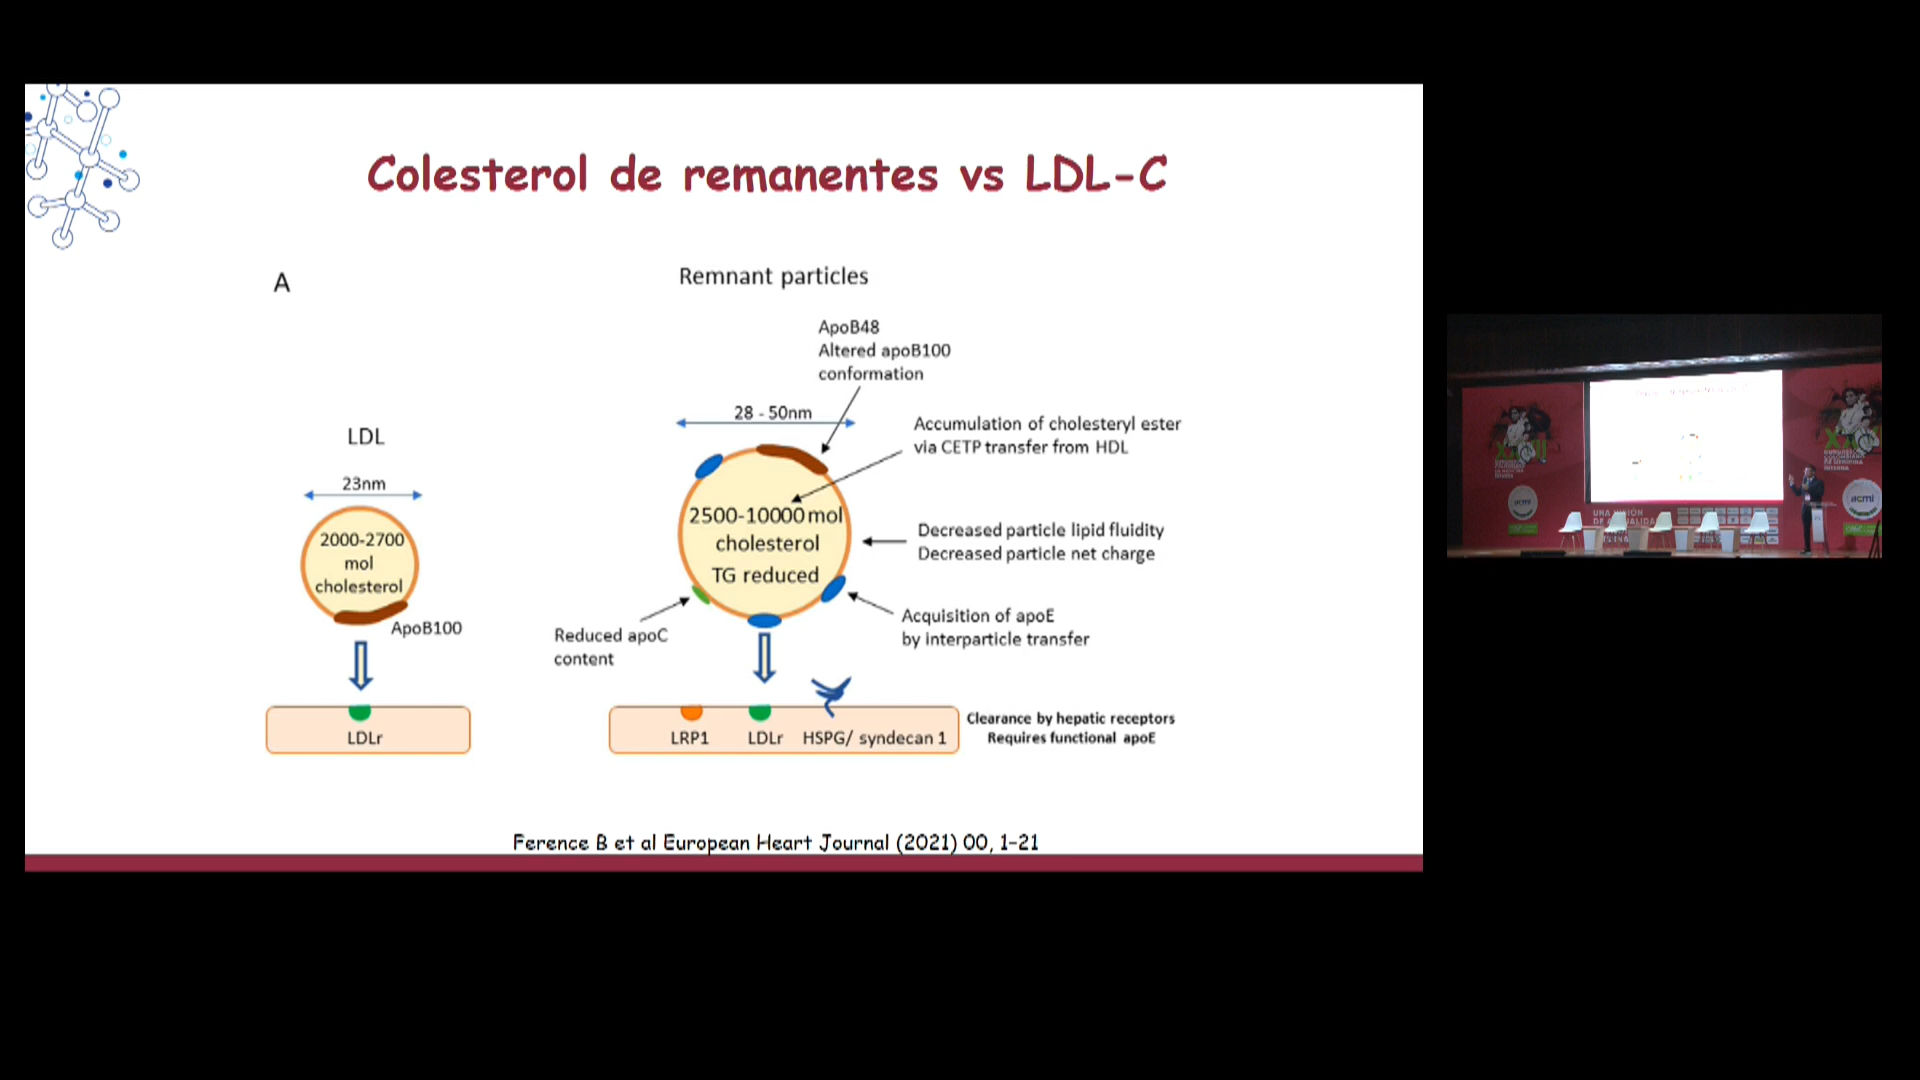 Colesterol de remanentes vs LDL-C
A
Remnant particles
ApoB48
Altered apoB100
conformation
28 - 50nm
Accumulation of cholesteryl ester
via CETP transfer from HDL
LDL
23nm
2000-2700
mol
cholesterol
ApoB100
2500-10000 mol
cholesterol
TG reduced
Decreased particle lipid fluidity
Decreased particle net charge
Acquisition of apoE
by interparticle transfer
Reduced apoC
content
LDLr
LRP1
LDLr
HSPG/ syndecan 1
Clearance by hepatic receptors
Requires functional apoE
Ference B et al European Heart Journal (2021) 00, 1-21
acmi
acmi